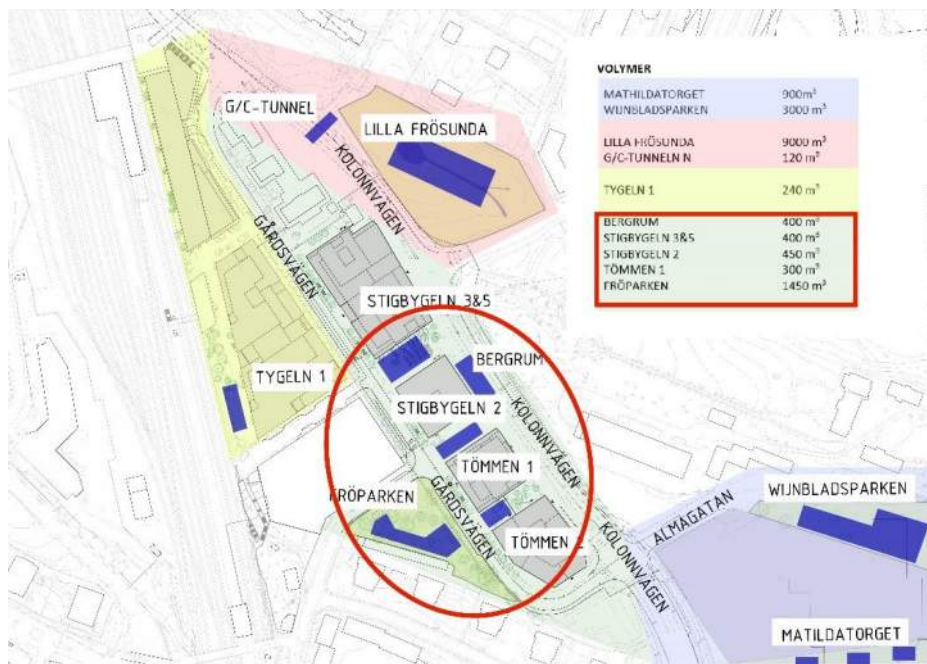 VOLYMER
MATHILDATORGET 900m³
WIJNBLADSPARKEN 3000 m³
LILLA FRÖSUNDA 9000 m³
G/C-TUNNELN N 120 m³
TYGELN 1 240 m³
BERGRUM 400 m³
STIGBYGELN 3&5 400 m³
STIGBYGELN 2 450 m³
TÖMMEN 1 300 m³
FRÖPARKEN 1450 m³
G/C-TUNNEL
LILLA FRÖSUNDA
KOLONNVÄGEN
GÅRDSVÄGEN
STIGBYGELN 3&5
BERGRUM
TYGELN 1
STIGBYGELN 2
KOLONNVÄGEN
TÖMMEN 1
FRÖPARKEN
GÅRDSVÄGEN
WIJNBLADSPARKEN
ALMAGATAN
TÖMMEN 2
KOLONNVÄGEN
MATILDATORGET